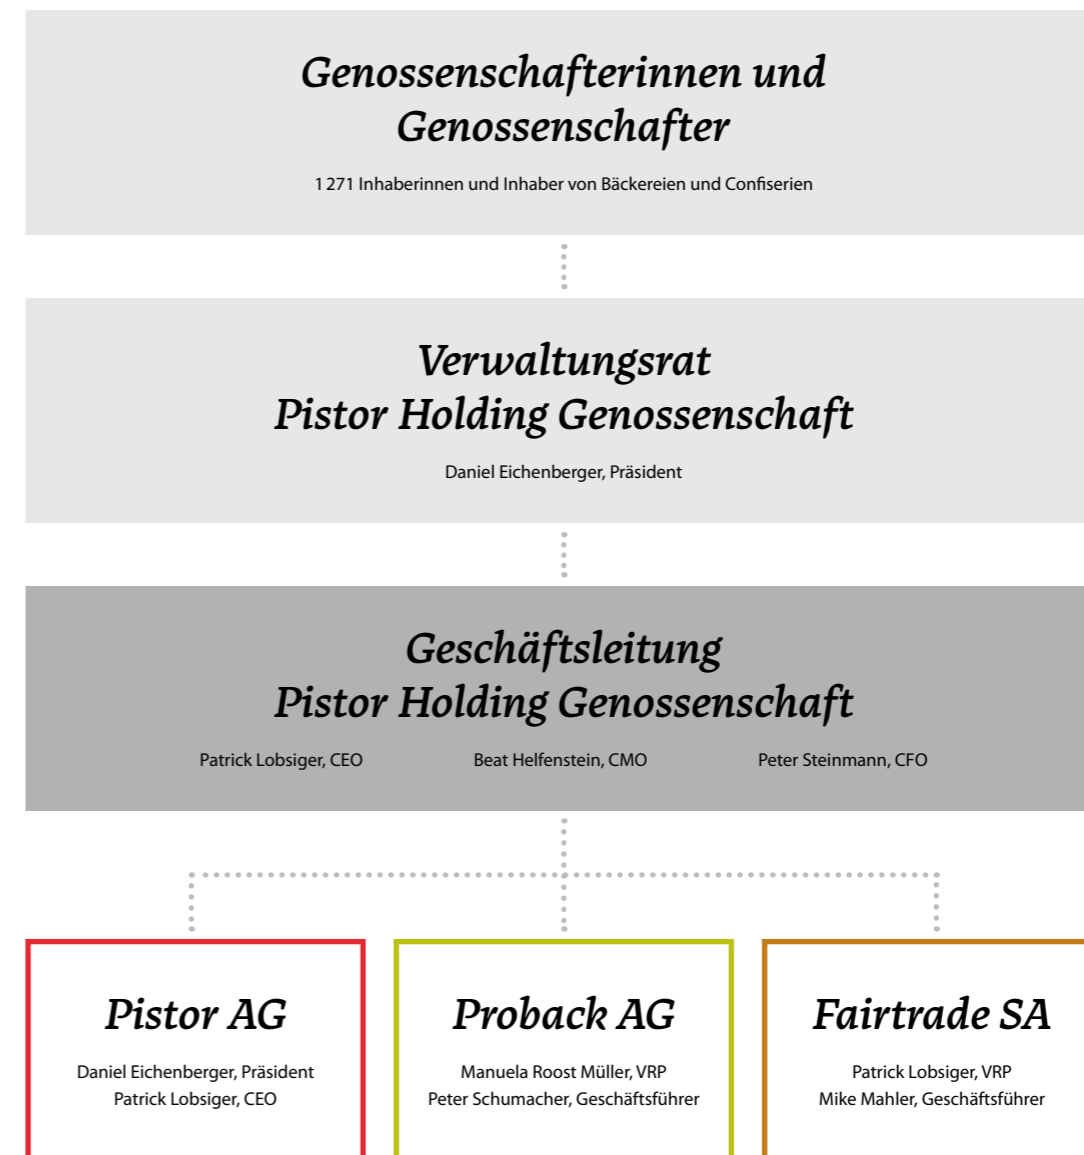 Genossenschafterinnen und
Genossenschafter
1 271 Inhaberinnen und Inhaber von Bäckereien und Confiserien
Verwaltungsrat
Pistor Holding Genossenschaft
Daniel Eichenberger, Präsident
Geschäftsleitung
Pistor Holding Genossenschaft
Patrick Lobsiger, CEO Beat Helfenstein, CMO Peter Steinmann, CFO
Pistor AG
Daniel Eichenberger, Präsident
Patrick Lobsiger, CEO
Proback AG
Manuela Roost Müller, VRP
Peter Schumacher, Geschäftsführer
Fairtrade SA
Patrick Lobsiger, VRP
Mike Mahler, Geschäftsführer